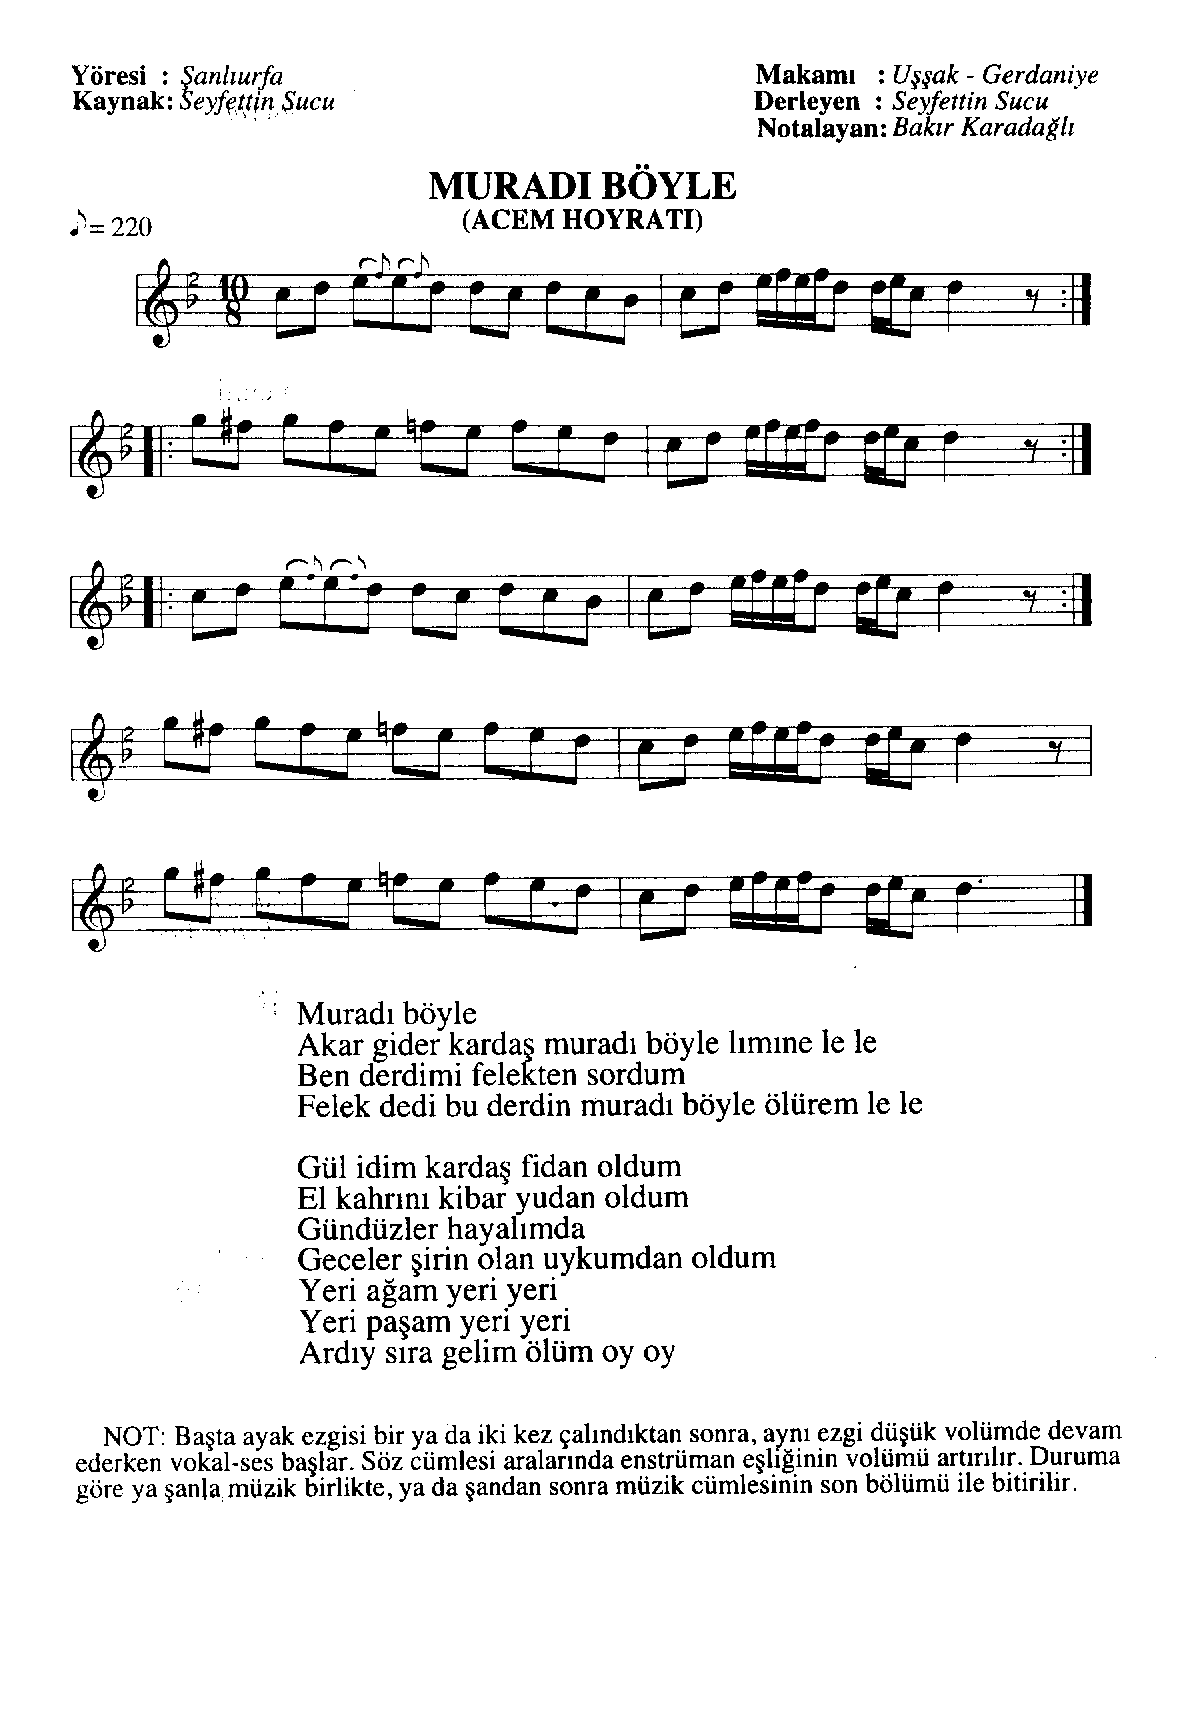 Yöresi : Şanlıurfa
Kaynak: Seyfettin Sucu
Makamı : Uşşak - Gerdaniye
Derleyen : Seyfettin Sucu
Notalayan: Bakır Karadağlı
MURADI BÖYLE
(ACEM HOYRATI)
♪= 220
10
8
Muradı böyle
Akar gider kardaş muradı böyle lımıne le le
Ben derdimi felekten sordum
Felek dedi bu derdin muradı böyle ölürem le le
Gül idim kardaş fidan oldum
El kahrını kibar yudan oldum
Gündüzler hayalımda
Geceler şirin olan uykumdan oldum
Yeri ağam yeri yeri
Yeri paşam yeri yeri
Ardıy sıra gelim ölüm oy oy
NOT: Başta ayak ezgisi bir ya da iki kez çalındıktan sonra, aynı ezgi düşük volümde devam
ederken vokal-ses başlar. Söz cümlesi aralarında enstrüman eşliğinin volümü artırılır. Duruma
göre ya şanla müzik birlikte, ya da şandan sonra müzik cümlesinin son bölümü ile bitirilir.